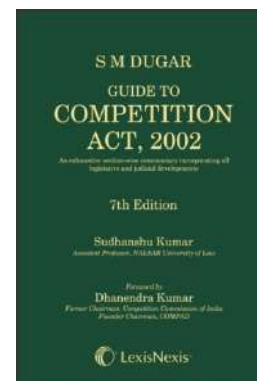 S M DUGAR
GUIDE TO
COMPETITION
ACT, 2002
An exhaustive section-wise commentary incorporating all
legislative and judicial developments
7th Edition
Sudhanshu Kumar
Assistant Professor, NALSAR University of Law
Foreword by
Dhanendra Kumar
Former Chairman, Competition Commission of India
Founder Chairman, COMPAD
LexisNexis®